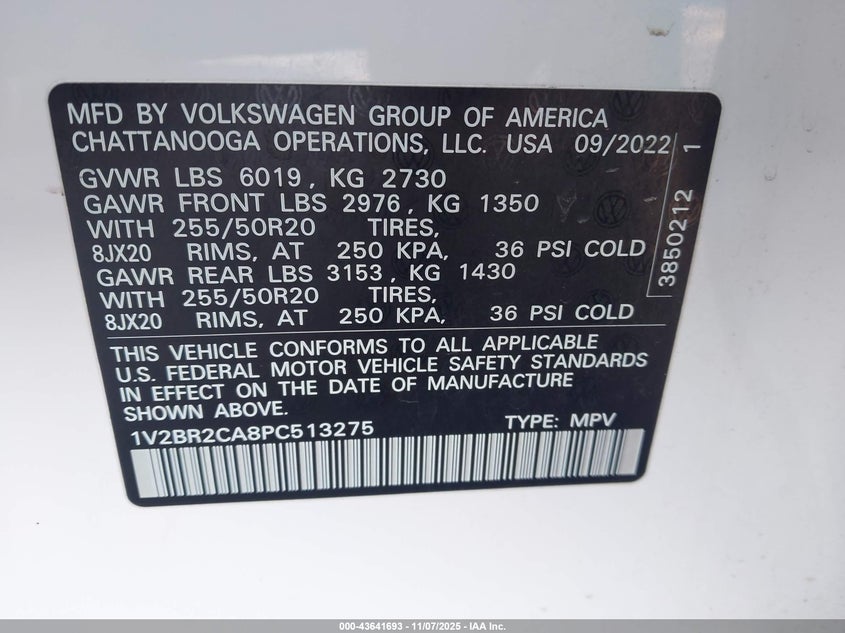 MFD BY VOLKSWAGEN GROUP OF AMERICA
CHATTANOOGA OPERATIONS, LLC. USA 09/2022
GVWR LBS 6019, KG 2730
GAWR FRONT LBS 2976, KG 1350
WITH 255/50R20 TIRES,
8JX20 RIMS, AT 250 KPA, 36 PSI COLD
GAWR REAR LBS 3153, KG 1430
WITH 255/50R20 TIRES,
8JX20 RIMS, AT 250 KPA, 36 PSI COLD
3850212 1
THIS VEHICLE CONFORMS TO ALL APPLICABLE
U.S. FEDERAL MOTOR VEHICLE SAFETY STANDARDS
IN EFFECT ON THE DATE OF MANUFACTURE
SHOWN ABOVE.
1V2BR2CA8PC513275 TYPE: MPV
000-43641693 - 11/07/2025 - IAA Inc.